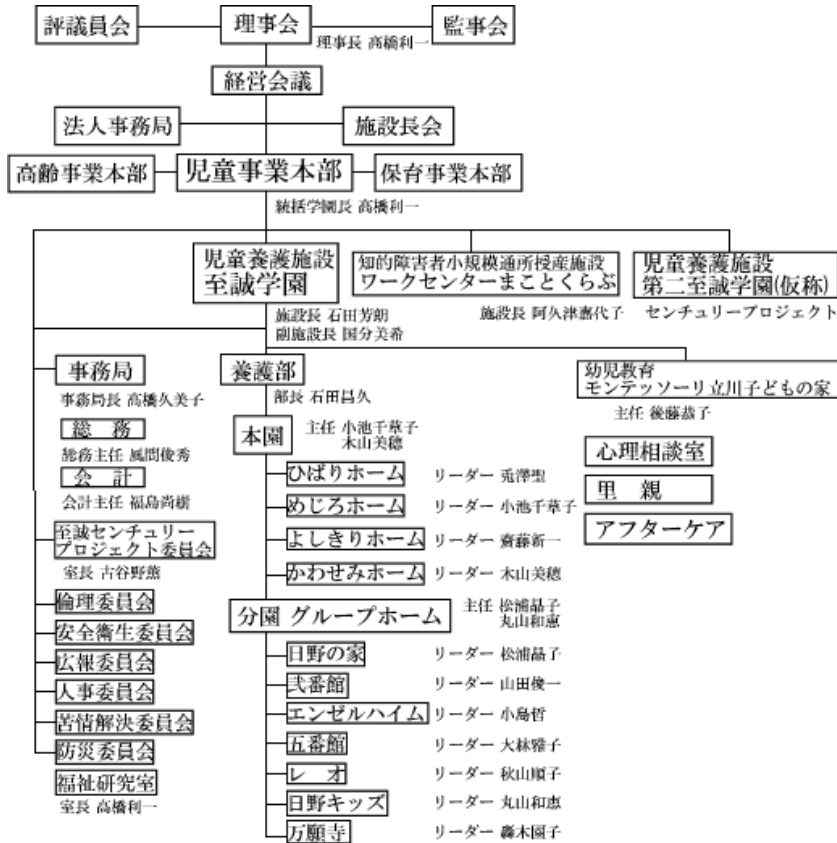 評議員会
理事会
監事会
理事長 高橋利一
経営会議
法人事務局
施設長会
高齢事業本部
児童事業本部
保育事業本部
統括学園長 高橋利一
児童養護施設
至誠学園
知的障害者小規模通所授産施設
ワークセンターまことくらぶ
児童養護施設
第二至誠学園(仮称)
施設長 石田芳朗
副施設長 国分美希
施設長 阿久津嘉代子
センチュリープロジェクト
事務局
事務局長 高橋久美子
総 務
総務主任 風間俊秀
会 計
会計主任 福島尚樹
至誠センチュリー
プロジェクト委員会
室長 古谷野薫
倫理委員会
安全衛生委員会
広報委員会
人事委員会
苦情解決委員会
防災委員会
福祉研究室
室長 高橋利一
養護部
部長 石田昌久
本園
主任 小池千草子
木山美穂
ひばりホーム
リーダー 兎澤聖
めじろホーム
リーダー 小池千草子
よしきりホーム
リーダー 齋藤新一
かわせみホーム
リーダー 木山美穂
分園 グループホーム
主任 松浦晶子
丸山和恵
日野の家
リーダー 松浦晶子
弐番館
リーダー 山田俊一
エンゼルハイム
リーダー 小島哲
五番館
リーダー 大林雅子
レ オ
リーダー 秋山順子
日野キッズ
リーダー 丸山和恵
万願寺
リーダー 轟木園子
幼児教育
モンテッソーリ立川子どもの家
主任 後藤恭子
心理相談室
里 親
アフターケア